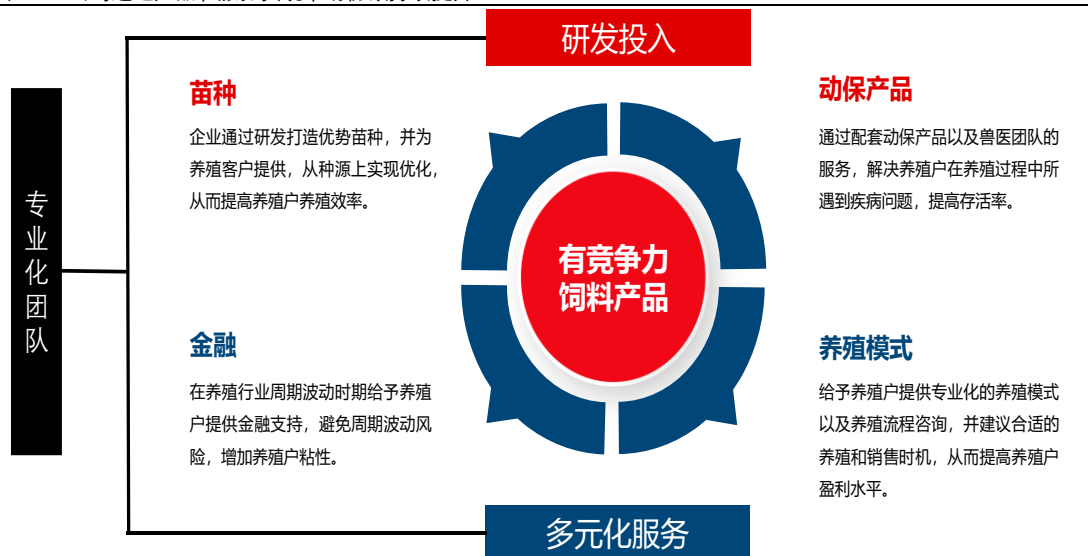 研发投入
专业化团队
苗种
企业通过研发打造优势苗种，并为
养殖客户提供，从种源上实现优化，
从而提高养殖户养殖效率。
动保产品
通过配套动保产品以及兽医团队的
服务，解决养殖户在养殖过程中所
遇到疾病问题，提高存活率。
有竞争力
饲料产品
金融
在养殖行业周期波动时期给予养殖
户提供金融支持，避免周期波动风
险，增加养殖户粘性。
养殖模式
给予养殖户提供专业化的养殖模式
以及养殖流程咨询，并建议合适的
养殖和销售时机，从而提高养殖户
盈利水平。
多元化服务